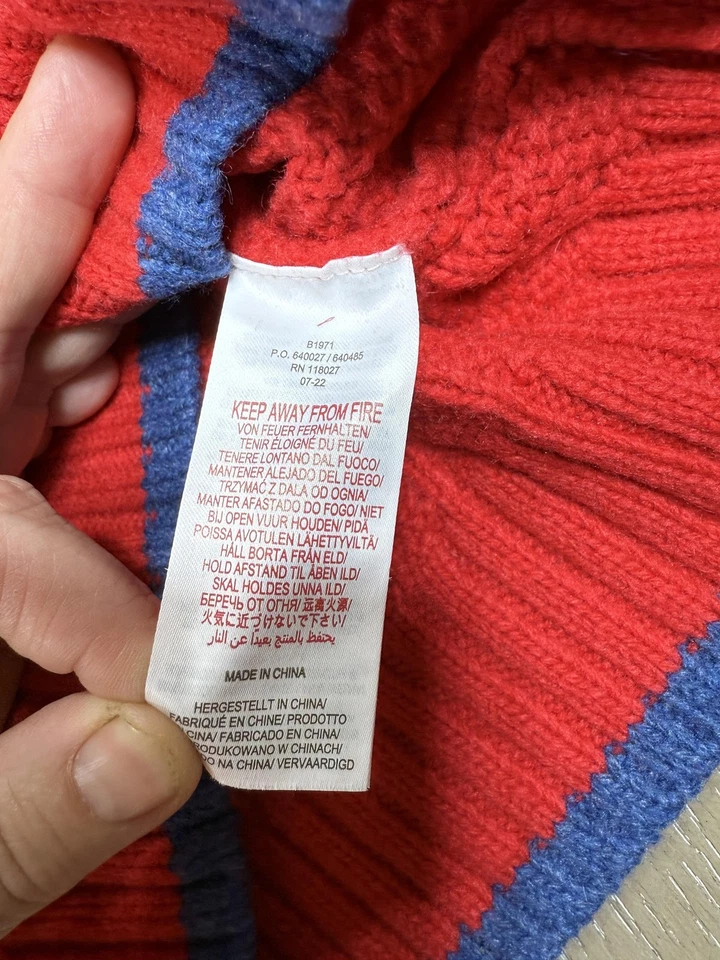 B1971
P.O. 640027 / 640485
RN 118027
07-22
KEEP AWAY FROM FIRE
VON FEUER FERNHALTEN/
TENIR ÉLOIGNÉ DU FEU/
TENERE LONTANO DAL FUOCO/
MANTENER ALEJADO DEL FUEGO/
TRZYMAĆ Z DALA OD OGNIA/
MANTER AFASTADO DO FOGO/ NIET
BIJ OPEN VUUR HOUDEN/ PIDÄ
POISSA AVOTULEN LÄHETTYVILTÄ/
HÅLL BORTA FRÅN ELD/
HOLD AFSTAND TIL ÅBEN ILD/
SKAL HOLDES UNNA ILD/
БЕРЕЧЬ ОТ ОГНЯ/ 远离火源/
火気に近づけないで下さい/
يحتفظ بالمنتج بعيداً عن النار
MADE IN CHINA
HERGESTELLT IN CHINA/
FABRIQUÉ EN CHINE/ PRODOTTO
CINA/ FABRICADO EN CHINA/
RODUKOWANO W CHINACH/
DO NA CHINA/ VERVAARDIGD